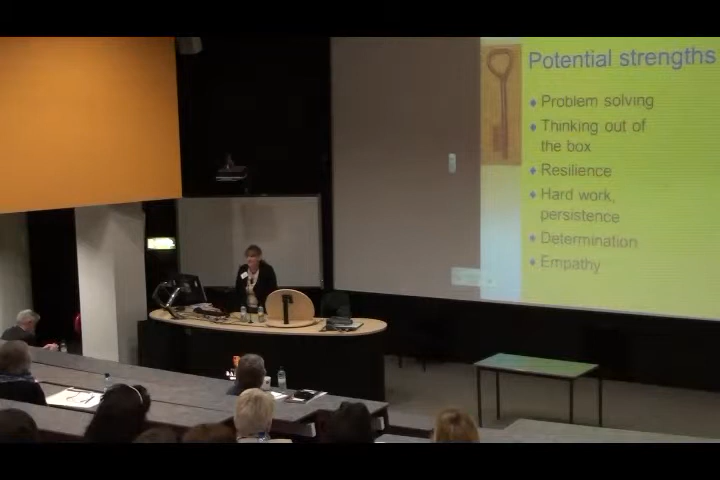 Potential strengths
♦ Problem solving
♦ Thinking out of
the box
♦ Resilience
♦ Hard work,
persistence
♦ Determination
♦ Empathy